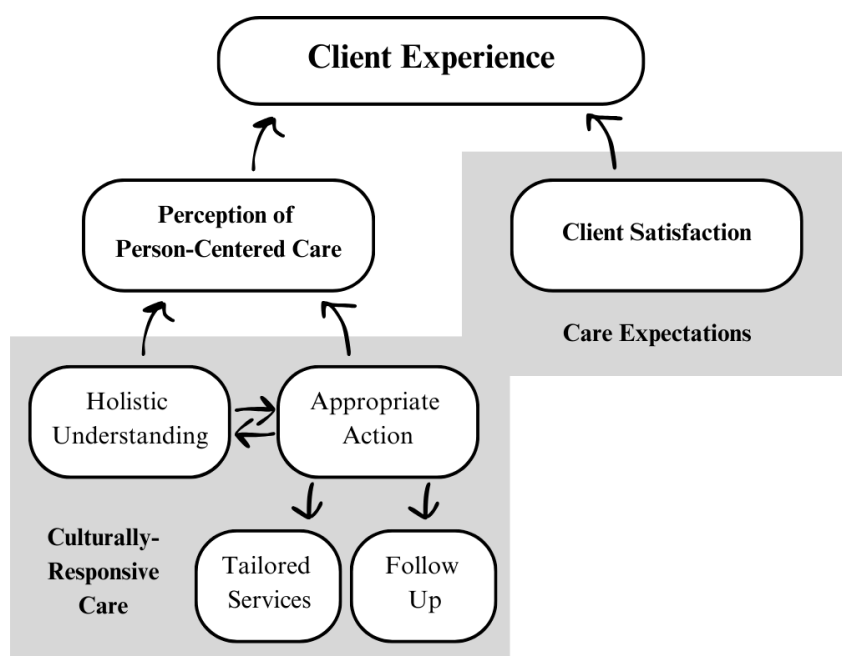 Client Experience
Perception of
Person-Centered Care
Client Satisfaction
Care Expectations
Holistic
Understanding
Appropriate
Action
Culturally-
Responsive
Care
Tailored
Services
Follow
Up